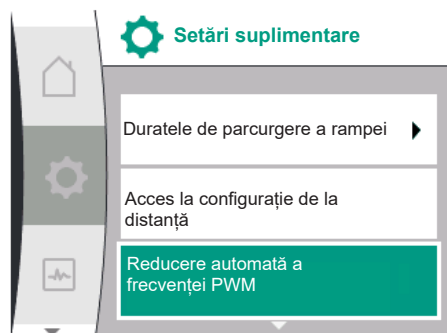 Setări suplimentare
Duratele de parcurgere a rampei
Acces la configurație de la
distanță
Reducere automată a
frecvenței PWM